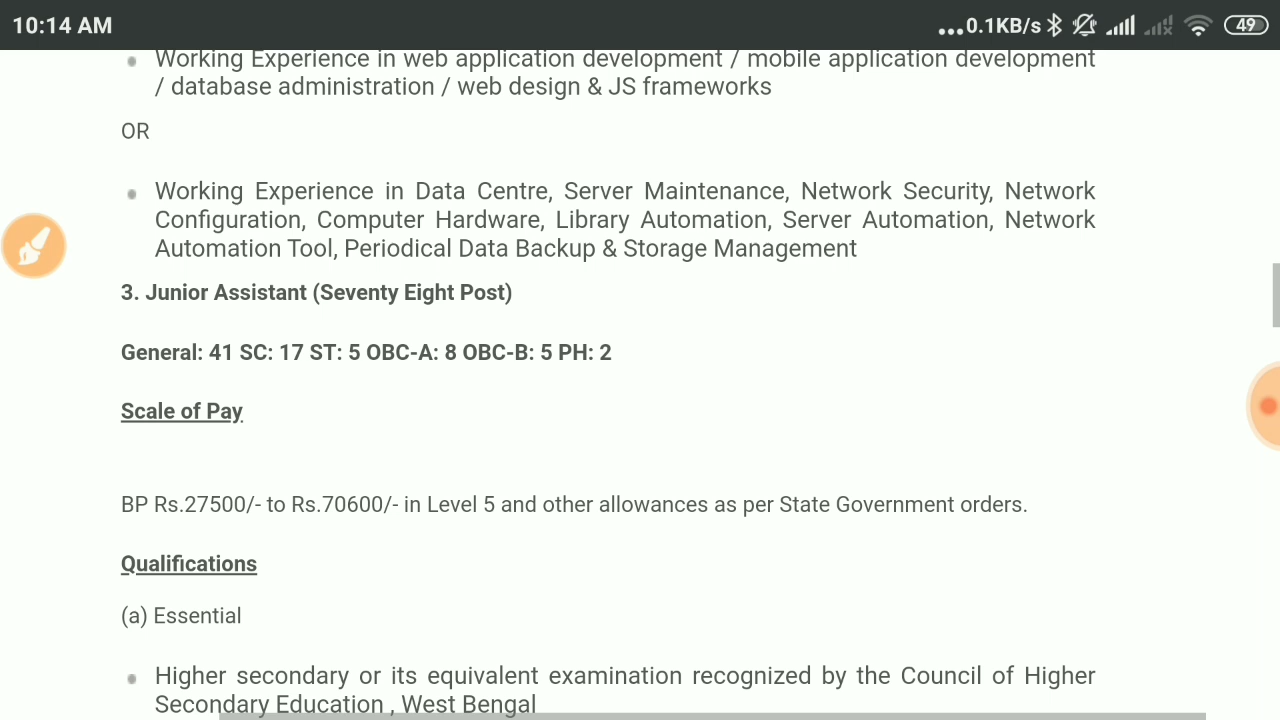 10:14 AM
...0.1KB/s
49
Working Experience in web application development / mobile application development
/ database administration / web design & JS frameworks
OR
Working Experience in Data Centre, Server Maintenance, Network Security, Network
Configuration, Computer Hardware, Library Automation, Server Automation, Network
Automation Tool, Periodical Data Backup & Storage Management
3. Junior Assistant (Seventy Eight Post)
General: 41 SC: 17 ST: 5 OBC-A: 8 OBC-B: 5 PH: 2
Scale of Pay
BP Rs.27500/- to Rs.70600/- in Level 5 and other allowances as per State Government orders.
Qualifications
(a) Essential
Higher secondary or its equivalent examination recognized by the Council of Higher
Secondary Education , West Bengal